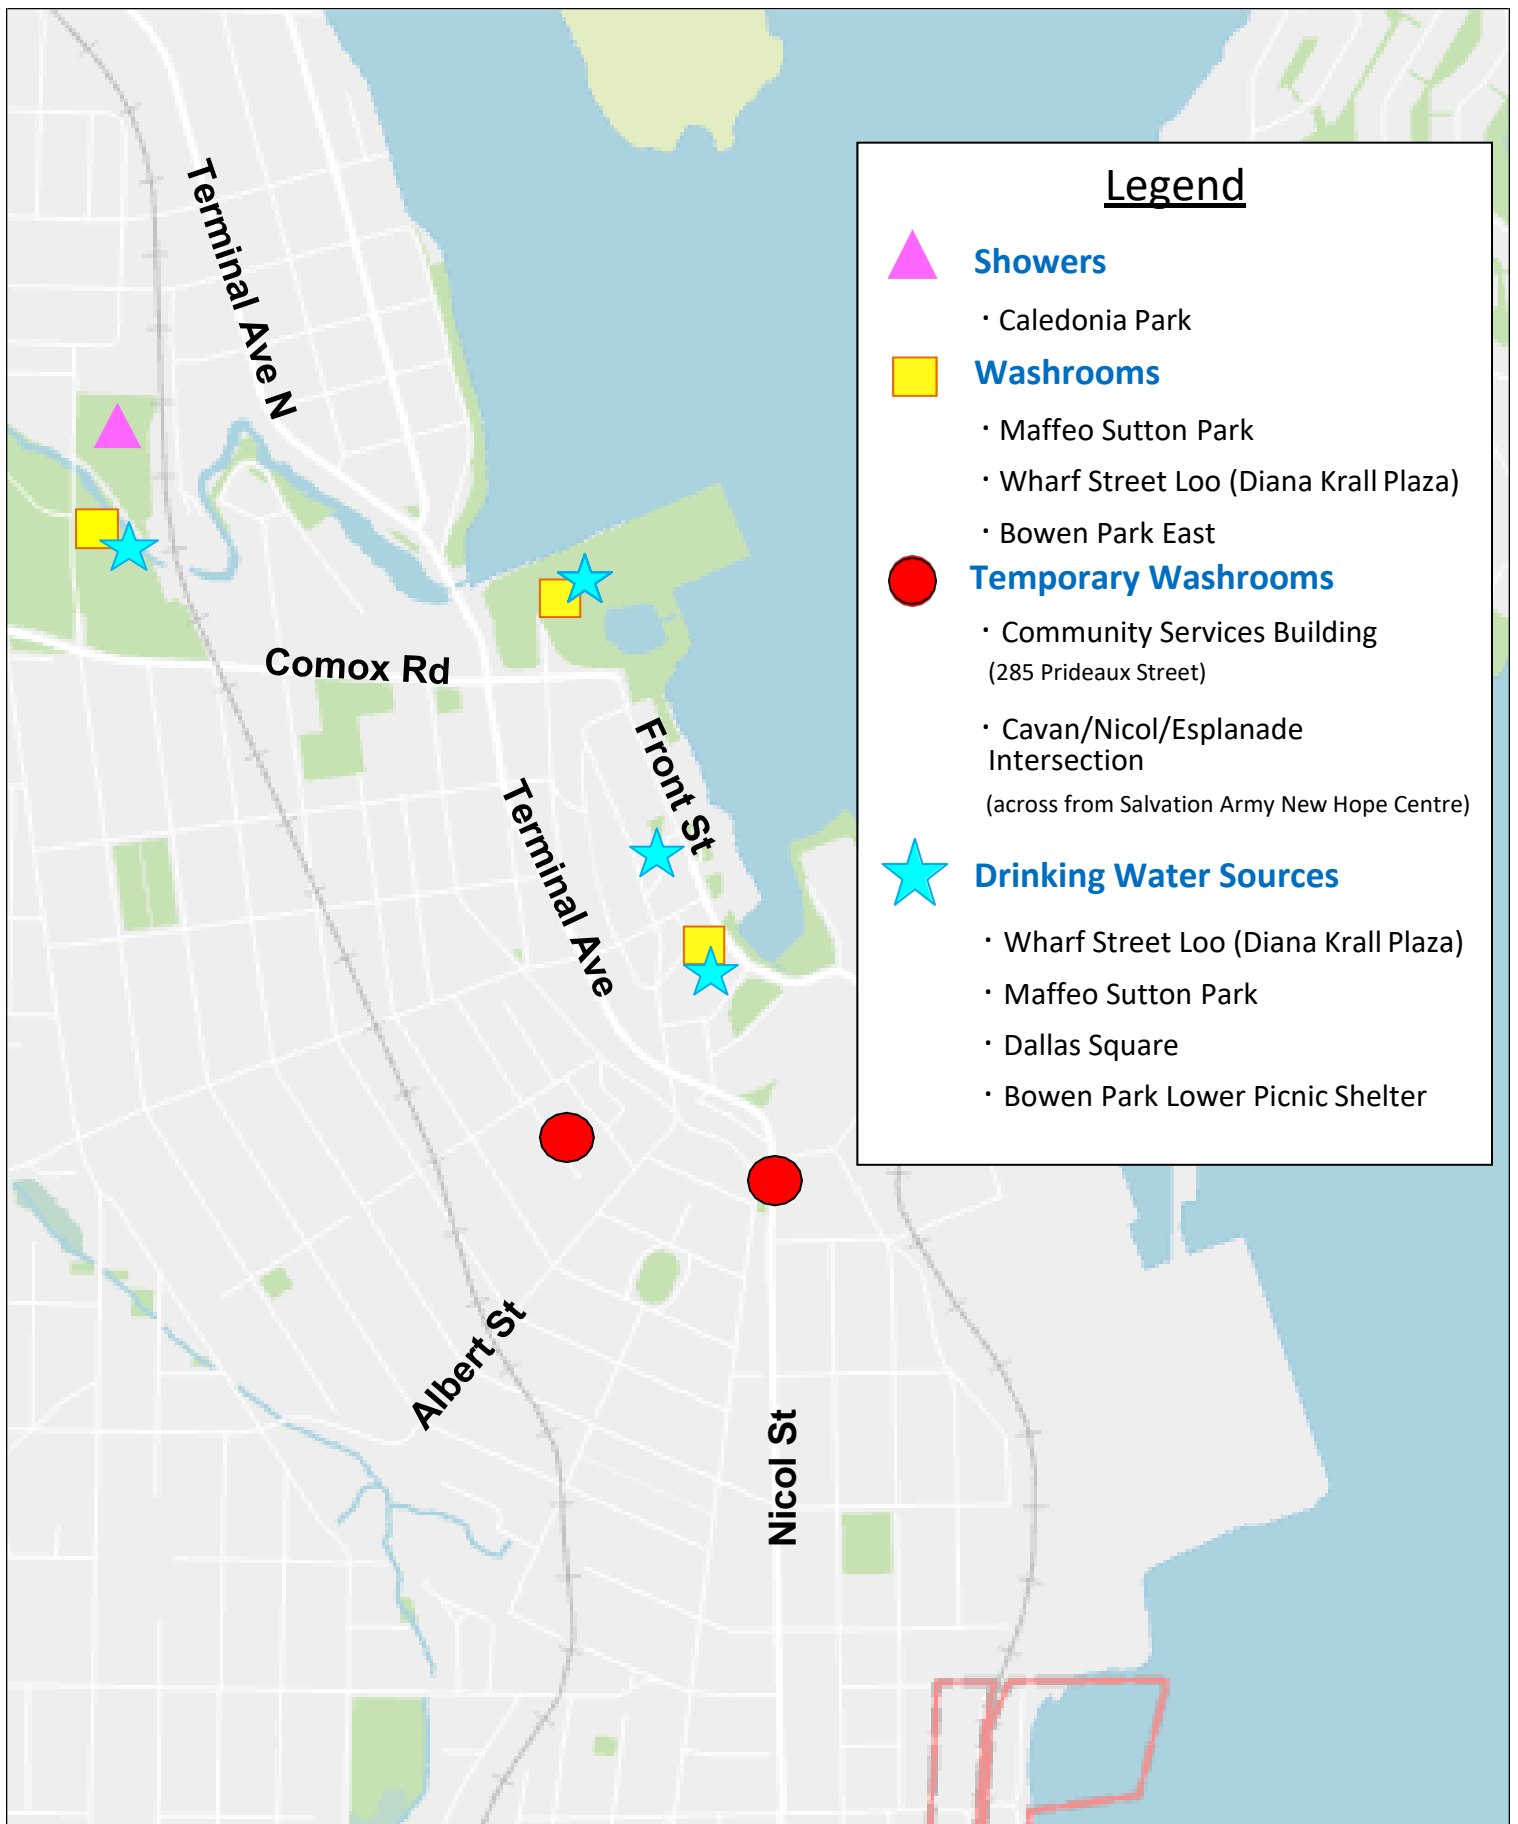 Terminal Ave N
Comox Rd
Front St
Terminal Ave
Albert St
Nicol St
Legend
Showers
· Caledonia Park
Washrooms
· Maffeo Sutton Park
· Wharf Street Loo (Diana Krall Plaza)
· Bowen Park East
Temporary Washrooms
· Community Services Building
(285 Prideaux Street)
· Cavan/Nicol/Esplanade
Intersection
(across from Salvation Army New Hope Centre)
Drinking Water Sources
· Wharf Street Loo (Diana Krall Plaza)
· Maffeo Sutton Park
· Dallas Square
· Bowen Park Lower Picnic Shelter